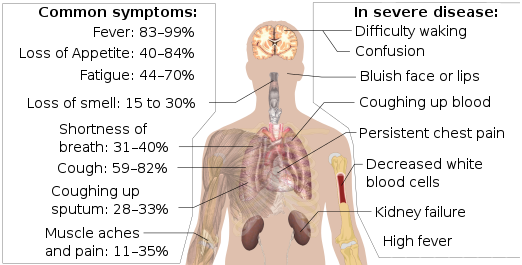 Common symptoms:
Fever: 83–99%
Loss of Appetite: 40–84%
Fatigue: 44–70%
Loss of smell: 15 to 30%
Shortness of
breath: 31–40%
Cough: 59–82%
Coughing up
sputum: 28–33%
Muscle aches
and pain: 11–35%
In severe disease:
Difficulty waking
Confusion
Bluish face or lips
Coughing up blood
Persistent chest pain
Decreased white
blood cells
Kidney failure
High fever